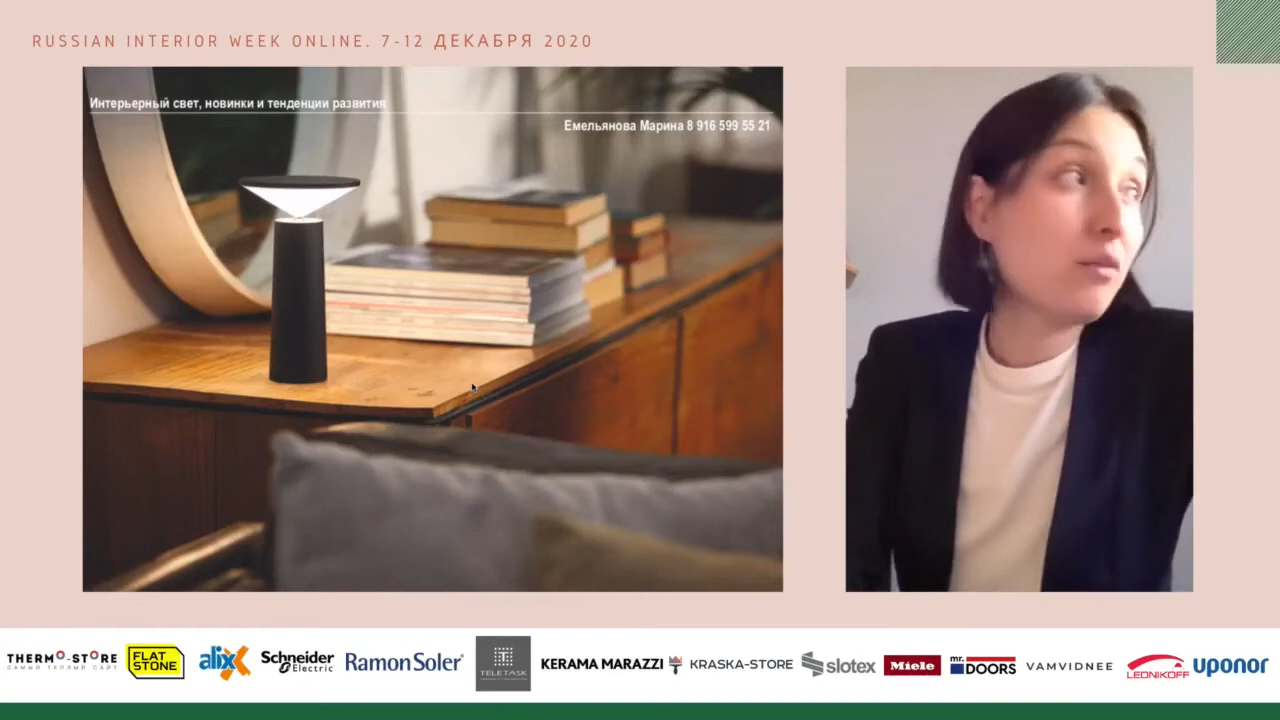 RUSSIAN INTERIOR WEEK ONLINE. 7-12 ДЕКАБРЯ 2020
Интерьерный свет, новинки и тенденции развития
Емельянова Марина 8 916 599 55 21
THERMO-STORE
САМЫЙ ТЕПЛЫЙ САЙТ
FLAT
STONE
alix
Schneider
Electric
RamonSoler®
TELETASK
KERAMA MARAZZI
KRASKA-STORE
slotex
Miele
mr.
DOORS
VAMVIDNEE
LEDNIKOFF
uponor